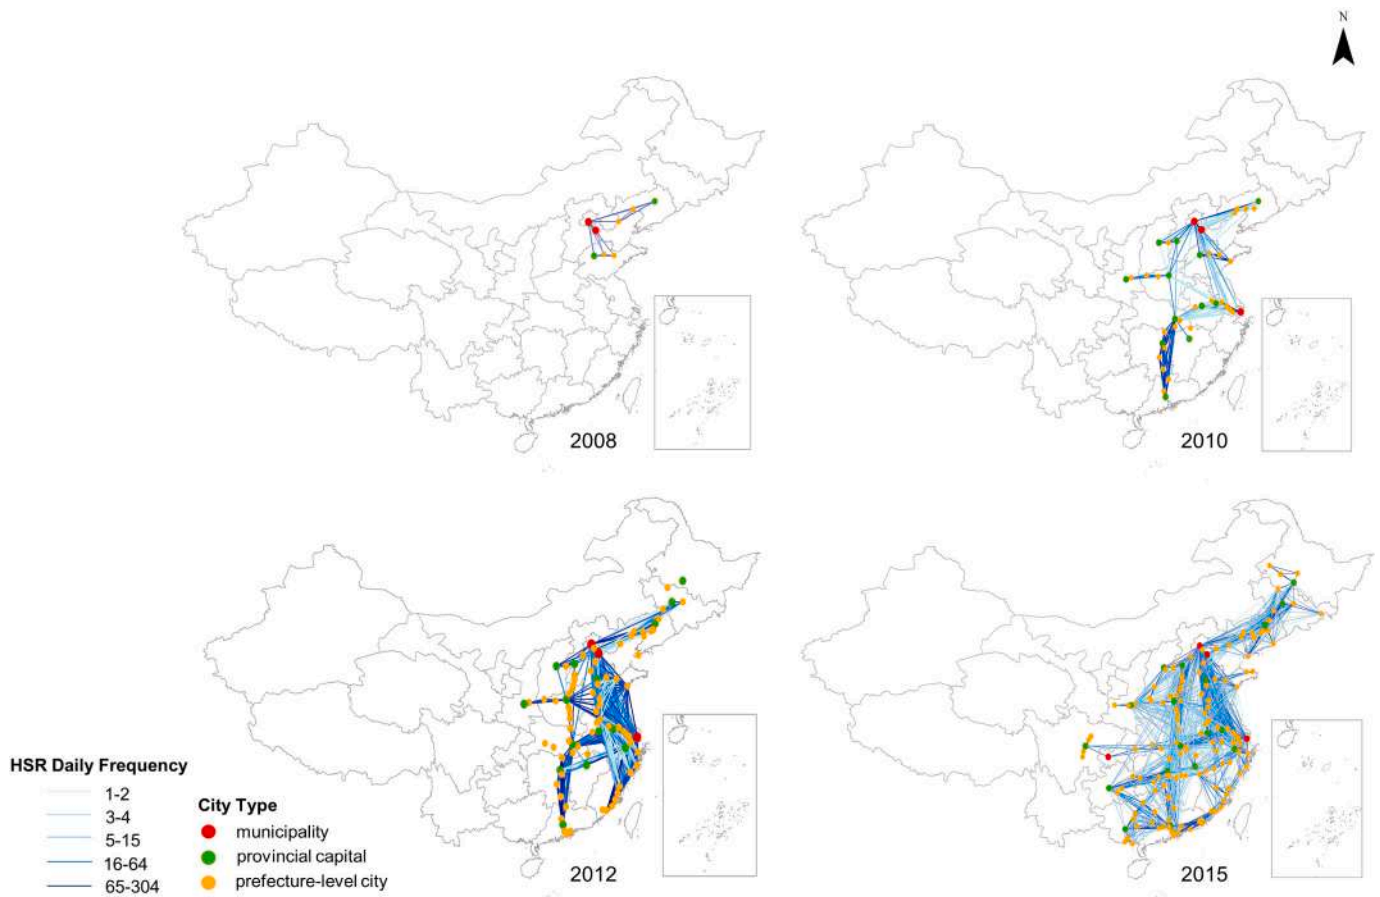 N
2008
2010
HSR Daily Frequency
1-2
3-4
5-15
16-64
65-304
City Type
municipality
provincial capital
prefecture-level city
2012
2015